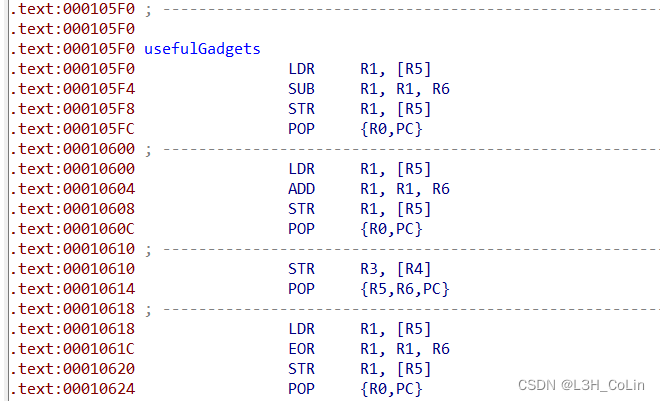 .text:000105F0 ; ---------------------------------------------------------
.text:000105F0
.text:000105F0 usefulGadgets
.text:000105F0 LDR R1, [R5]
.text:000105F4 SUB R1, R1, R6
.text:000105F8 STR R1, [R5]
.text:000105FC POP {R0,PC}
.text:00010600 ; ---------------------------------------------------------
.text:00010600 LDR R1, [R5]
.text:00010604 ADD R1, R1, R6
.text:00010608 STR R1, [R5]
.text:0001060C POP {R0,PC}
.text:00010610 ; ---------------------------------------------------------
.text:00010610 STR R3, [R4]
.text:00010614 POP {R5,R6,PC}
.text:00010618 ; ---------------------------------------------------------
.text:00010618 LDR R1, [R5]
.text:0001061C EOR R1, R1, R6
.text:00010620 STR R1, [R5]
.text:00010624 POP {R0,PC}
CSDN @L3H_CoLin